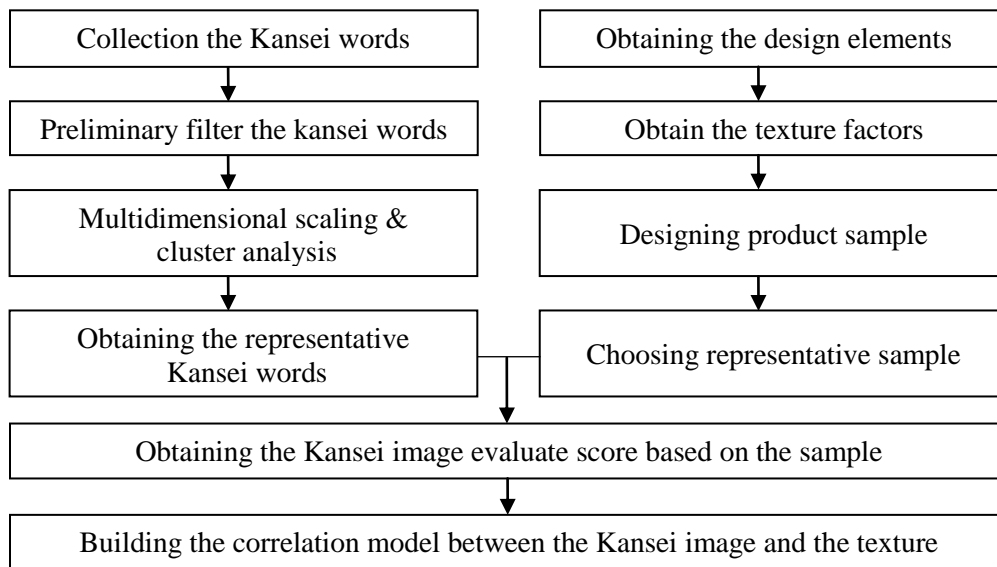 Collection the Kansei words
Preliminary filter the kansei words
Multidimensional scaling &
cluster analysis
Obtaining the representative
Kansei words
Obtaining the design elements
Obtain the texture factors
Designing product sample
Choosing representative sample
Obtaining the Kansei image evaluate score based on the sample
Building the correlation model between the Kansei image and the texture